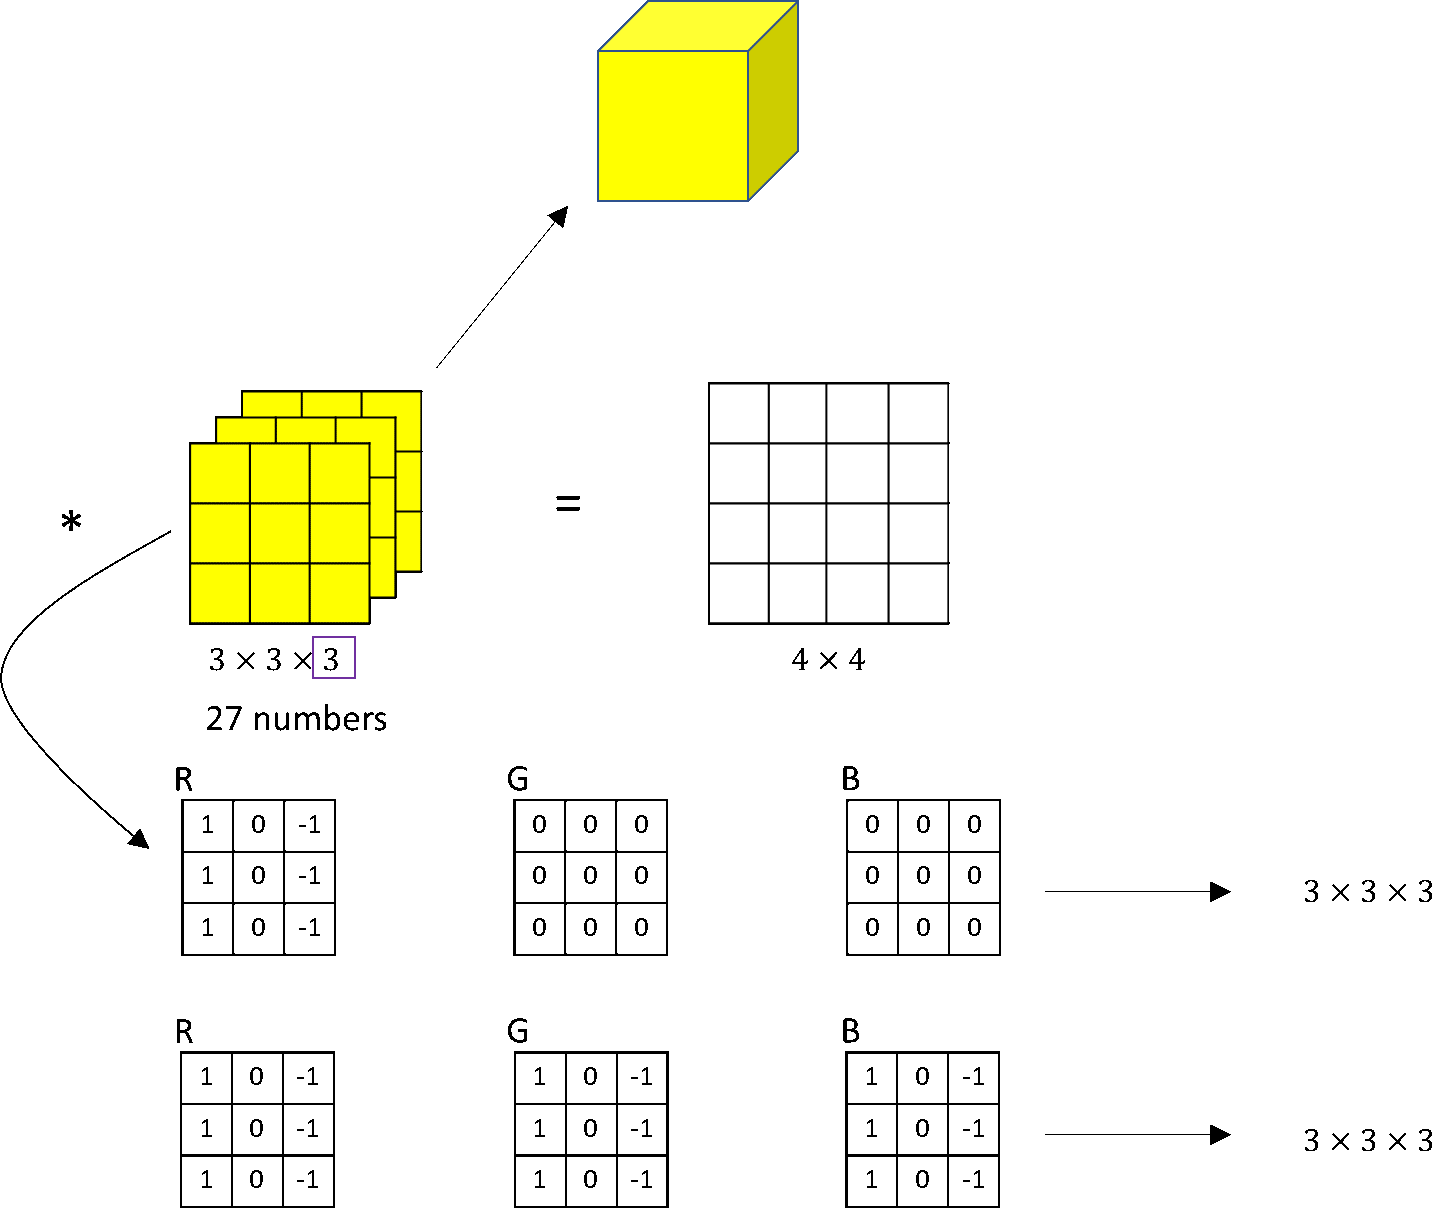 * =
3 × 3 × 3
4 × 4
27 numbers
R G B
1 0 -1 0 0 0 0 0 0
1 0 -1 0 0 0 0 0 0 3 × 3 × 3
1 0 -1 0 0 0 0 0 0
R G B
1 0 -1 1 0 -1 1 0 -1
1 0 -1 1 0 -1 1 0 -1 3 × 3 × 3
1 0 -1 1 0 -1 1 0 -1